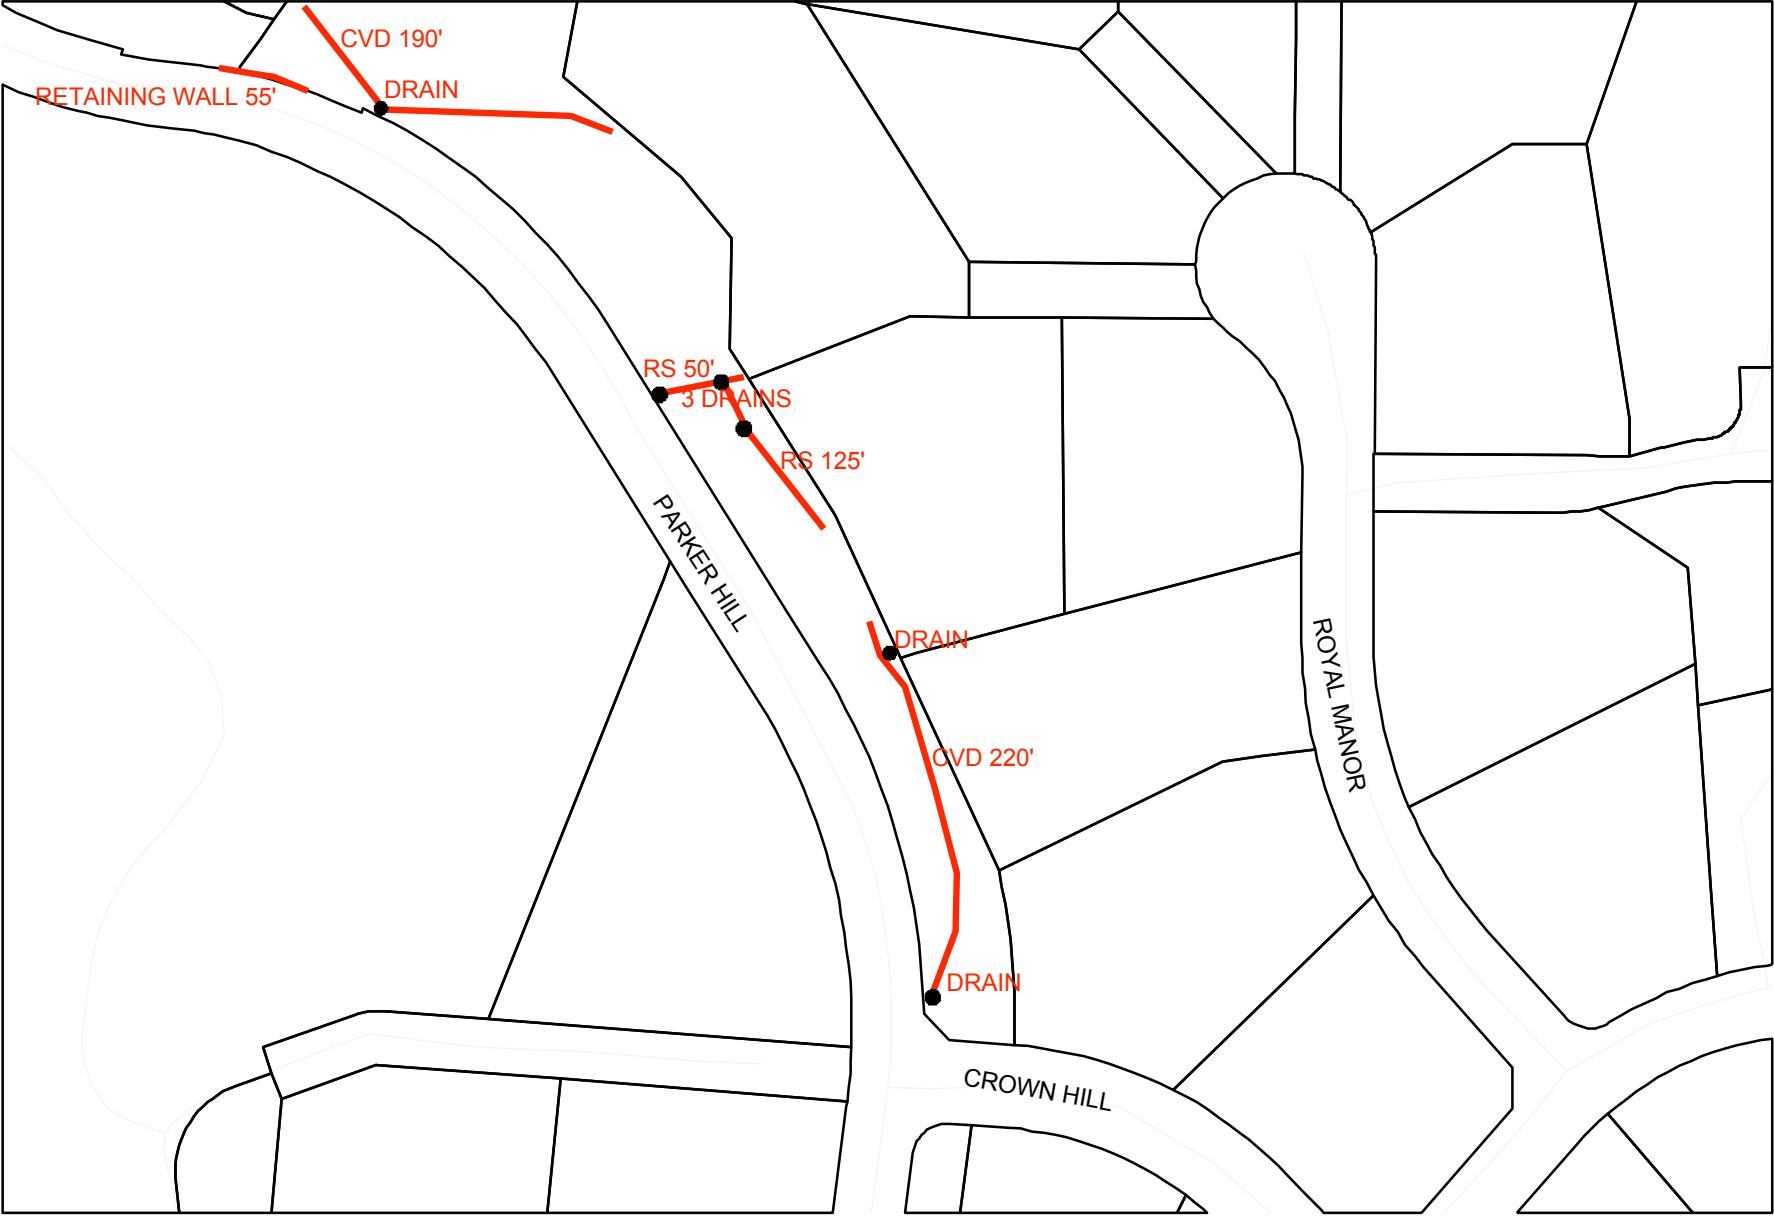 CVD 190'
DRAIN
RETAINING WALL 55'
RS 50'
3 DRAINS
RS 125'
PARKER HILL
DRAIN
ROYAL MANOR
CVD 220'
DRAIN
CROWN HILL